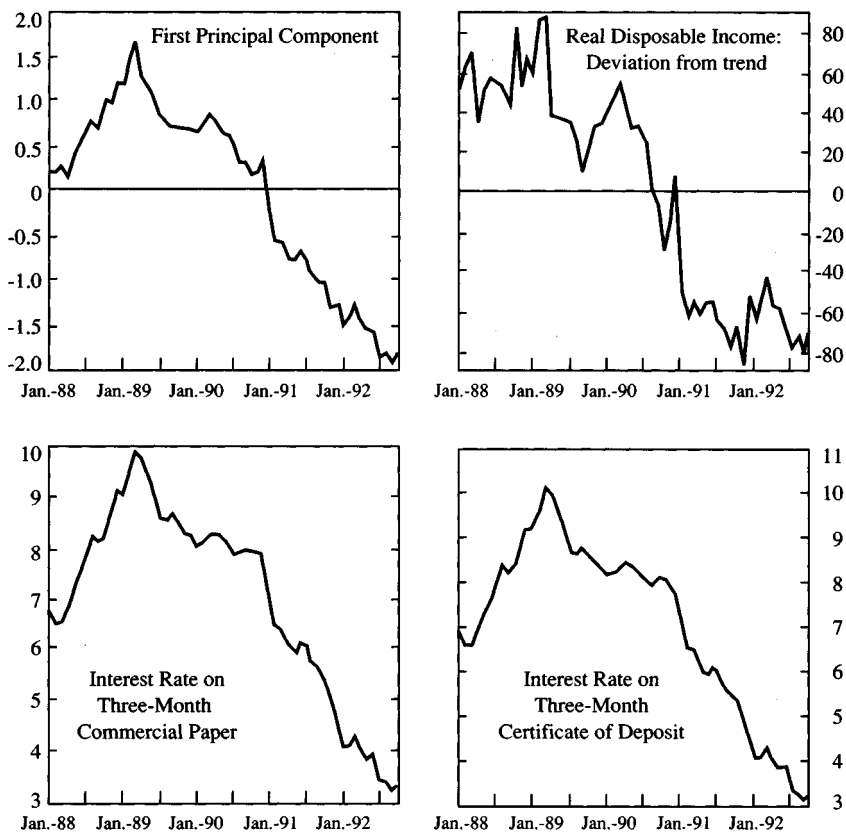 First Principal Component
2.0
1.5
1.0
0.5
0
-0.5
-1.0
-1.5
-2.0
Jan.-88 Jan.-89 Jan.-90 Jan.-91 Jan.-92
Real Disposable Income:
Deviation from trend
80
60
40
20
0
-20
-40
-60
-80
Jan.-88 Jan.-89 Jan.-90 Jan.-91 Jan.-92
10
9
8
7
6
5
4
3
Interest Rate on
Three-Month
Commercial Paper
Jan.-88 Jan.-89 Jan.-90 Jan.-91 Jan.-92
11
10
9
8
7
6
5
4
3
Interest Rate on
Three-Month
Certificate of Deposit
Jan.-88 Jan.-89 Jan.-90 Jan.-91 Jan.-92